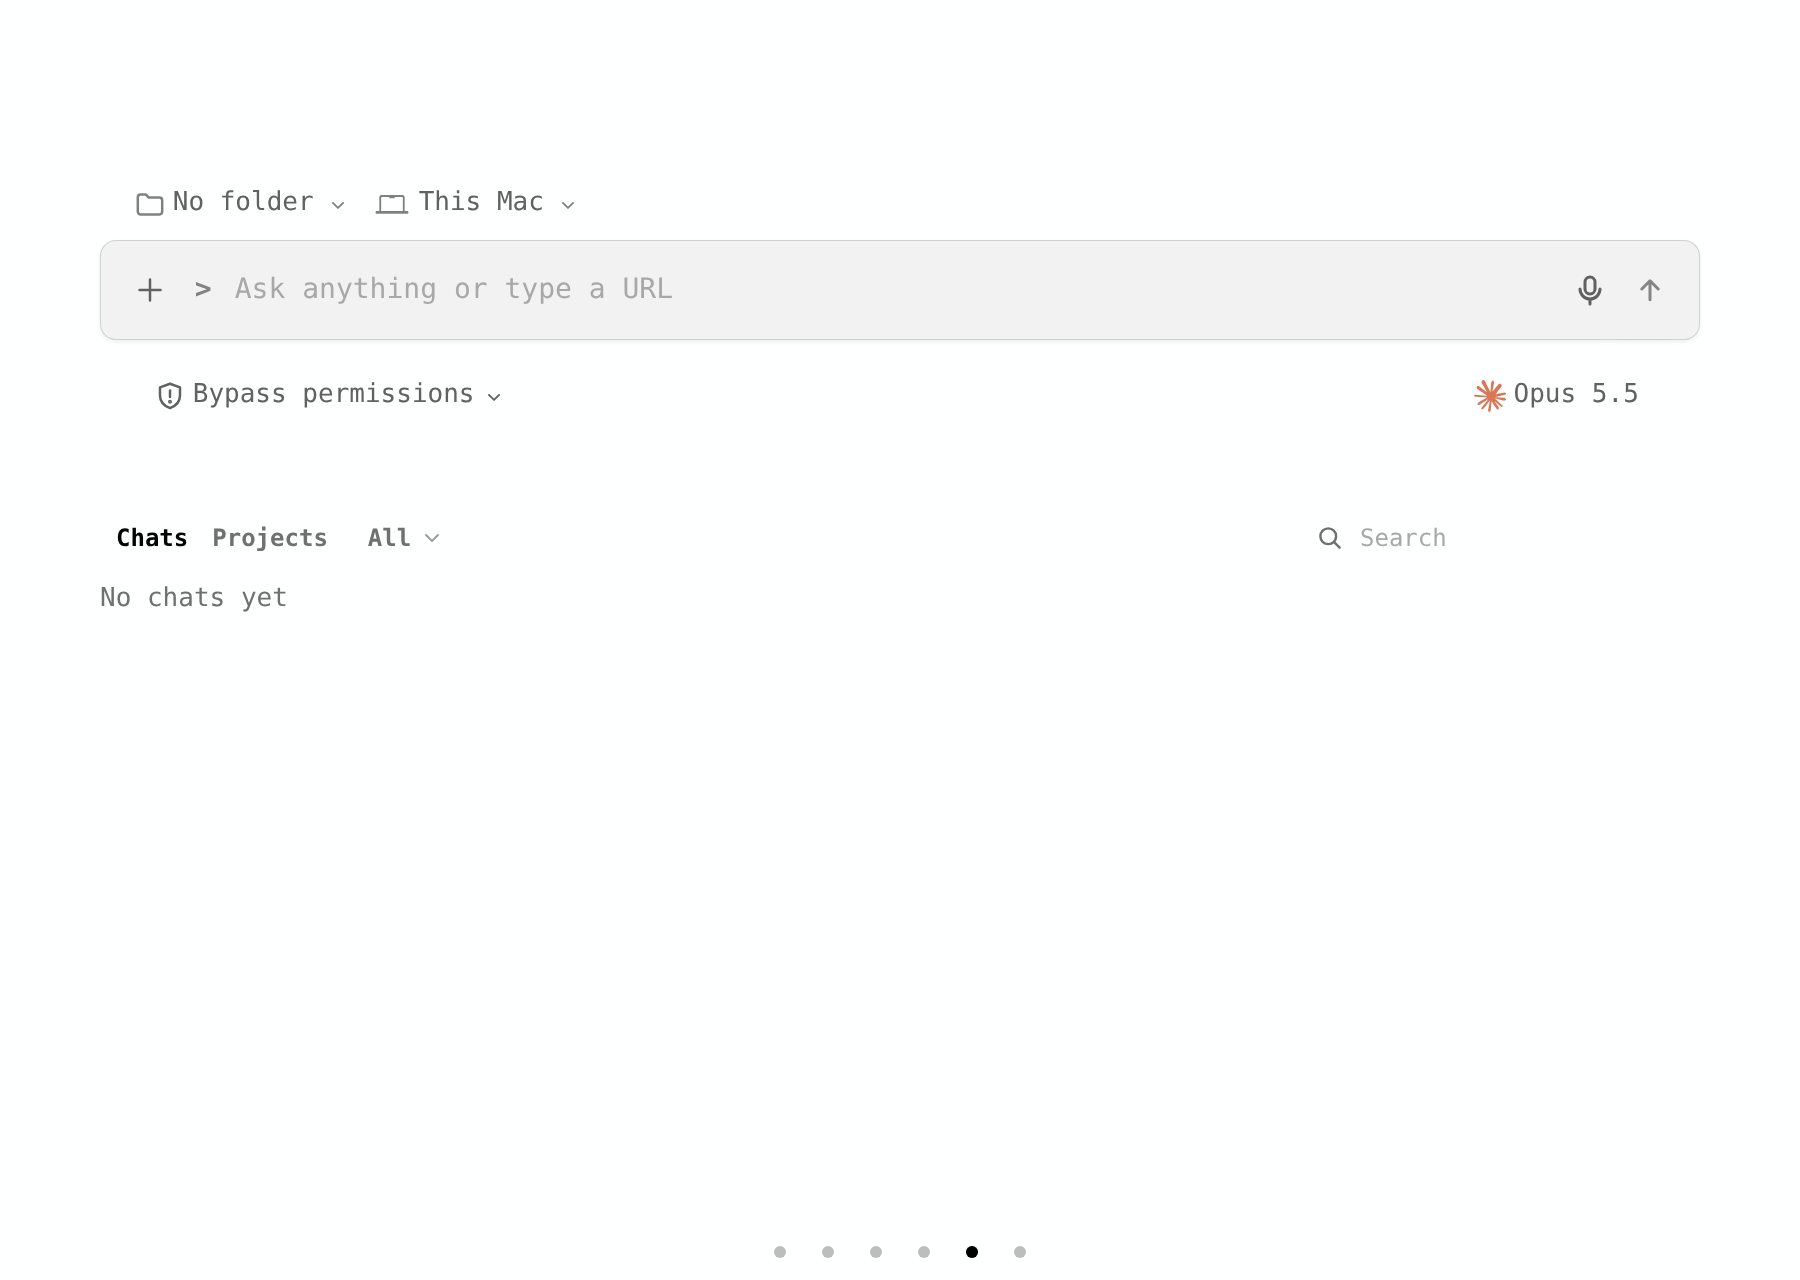 No folder This Mac
> Ask anything or type a URL
Bypass permissions Opus 5.5
Chats Projects All Search
No chats yet